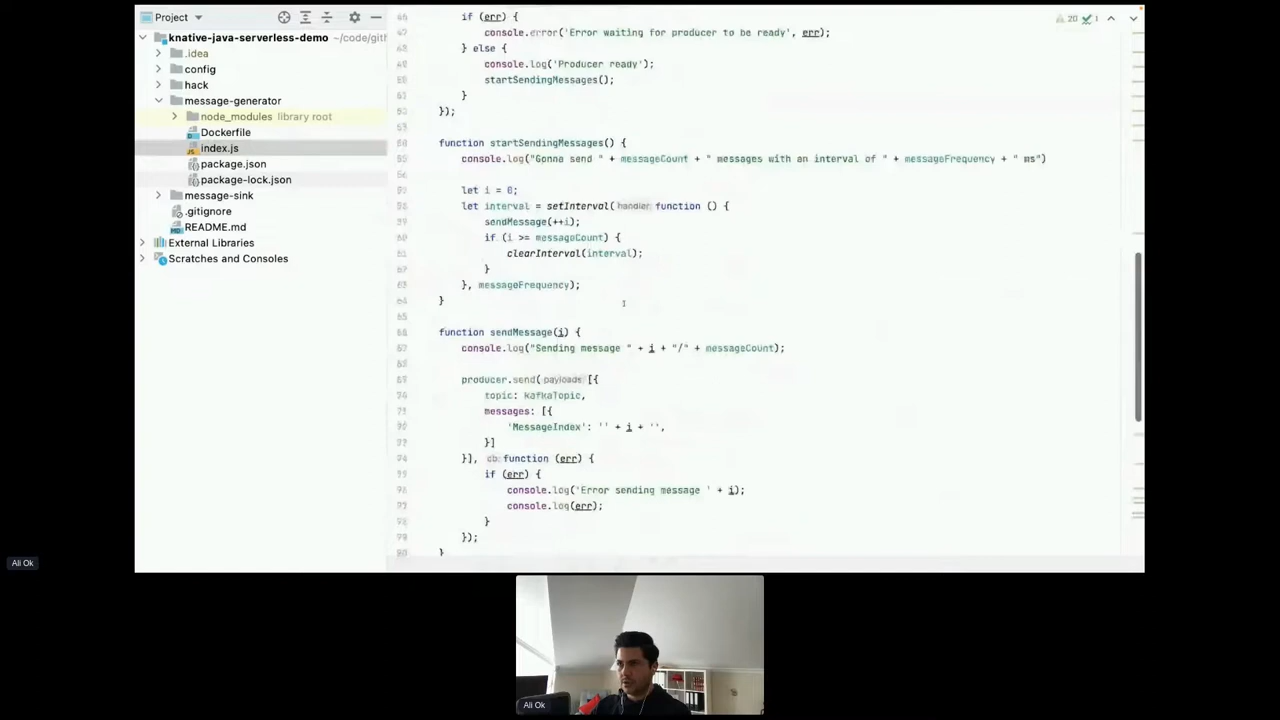 Project
knative-java-serverless-demo ~/code/gith
.idea
config
hack
message-generator
node_modules library root
Dockerfile
index.js
package.json
package-lock.json
message-sink
.gitignore
README.md
External Libraries
Scratches and Consoles
20 1
if (err) {
console.error('Error waiting for producer to be ready', err);
} else {
console.log('Producer ready');
startSendingMessages();
}
});
function startSendingMessages() {
console.log("Gonna send " + messageCount + " messages with an interval of " + messageFrequency + " ms")
let i = 0;
let interval = setInterval( handler: function () {
sendMessage(++i);
if (i >= messageCount) {
clearInterval(interval);
}
}, messageFrequency);
}
function sendMessage(i) {
console.log("Sending message " + i + "/" + messageCount);
producer.send( payloads: [{
topic: kafkaTopic,
messages: [{
'MessageIndex': '' + i + '',
}]
}], cb: function (err) {
if (err) {
console.log('Error sending message ' + i);
console.log(err);
}
});
}
Ali Ok
Ali Ok